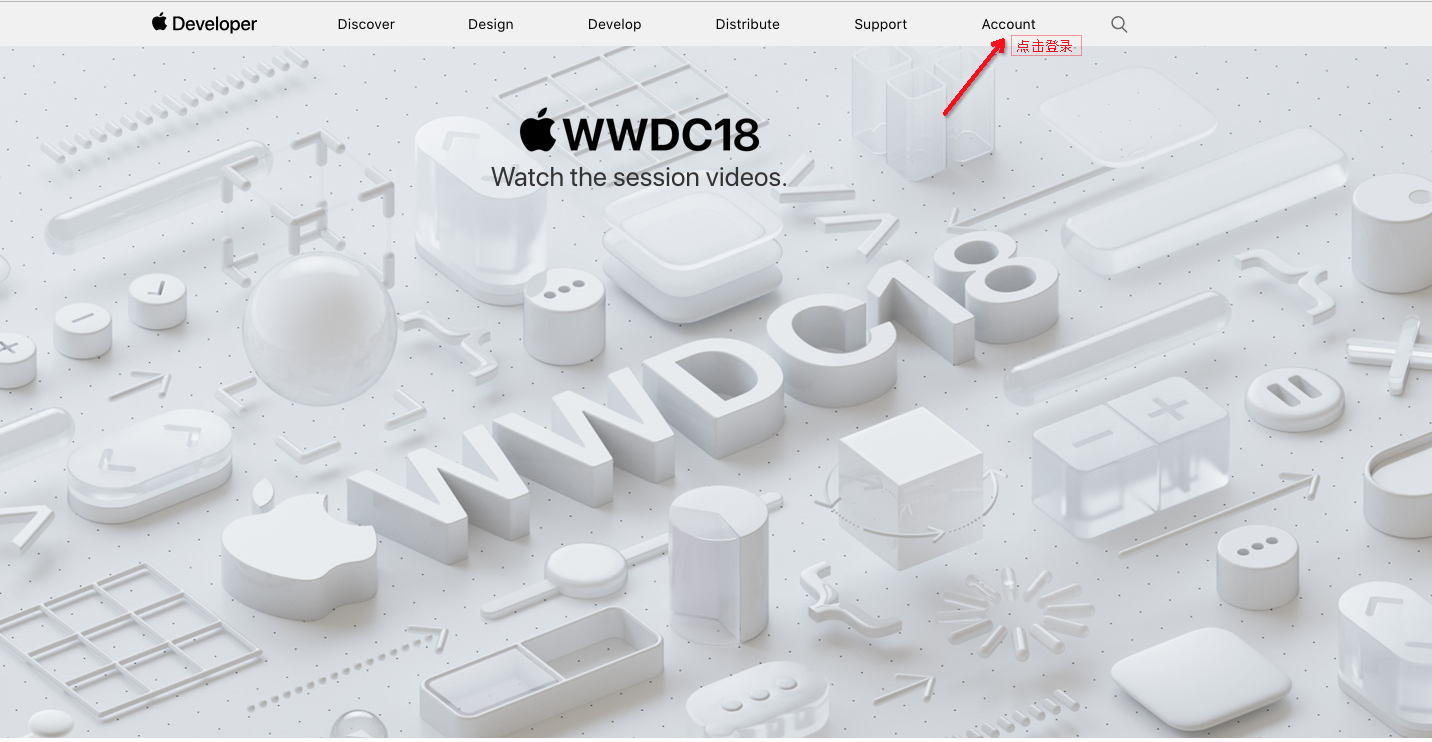 Developer
Discover
Design
Develop
Distribute
Support
Account
点击登录
WWDC18
Watch the session videos.
WWDC18